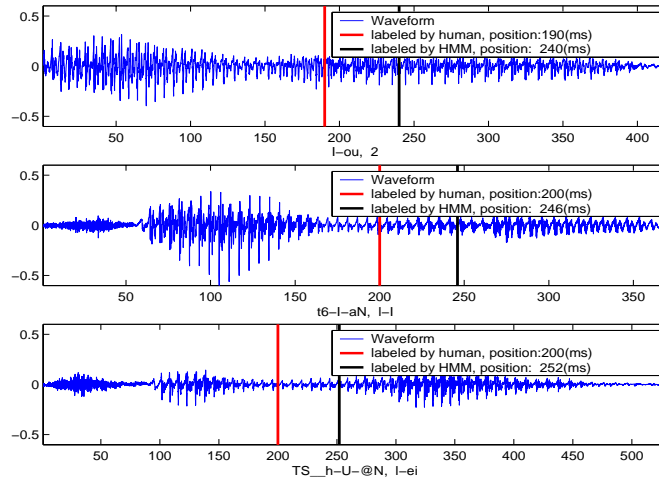 0.5
0
−0.5
Waveform
labeled by human, position:190(ms)
labeled by HMM, position: 240(ms)
50 100 150 200 250 300 350 400
l−ou, 2
0.5
0
−0.5
Waveform
labeled by human, position:200(ms)
labeled by HMM, position: 246(ms)
50 100 150 200 250 300 350
t6−l−aN, l−l
0.5
0
−0.5
Waveform
labeled by human, position:200(ms)
labeled by HMM, position: 252(ms)
50 100 150 200 250 300 350 400 450 500
TS__h−U−@N, l−ei